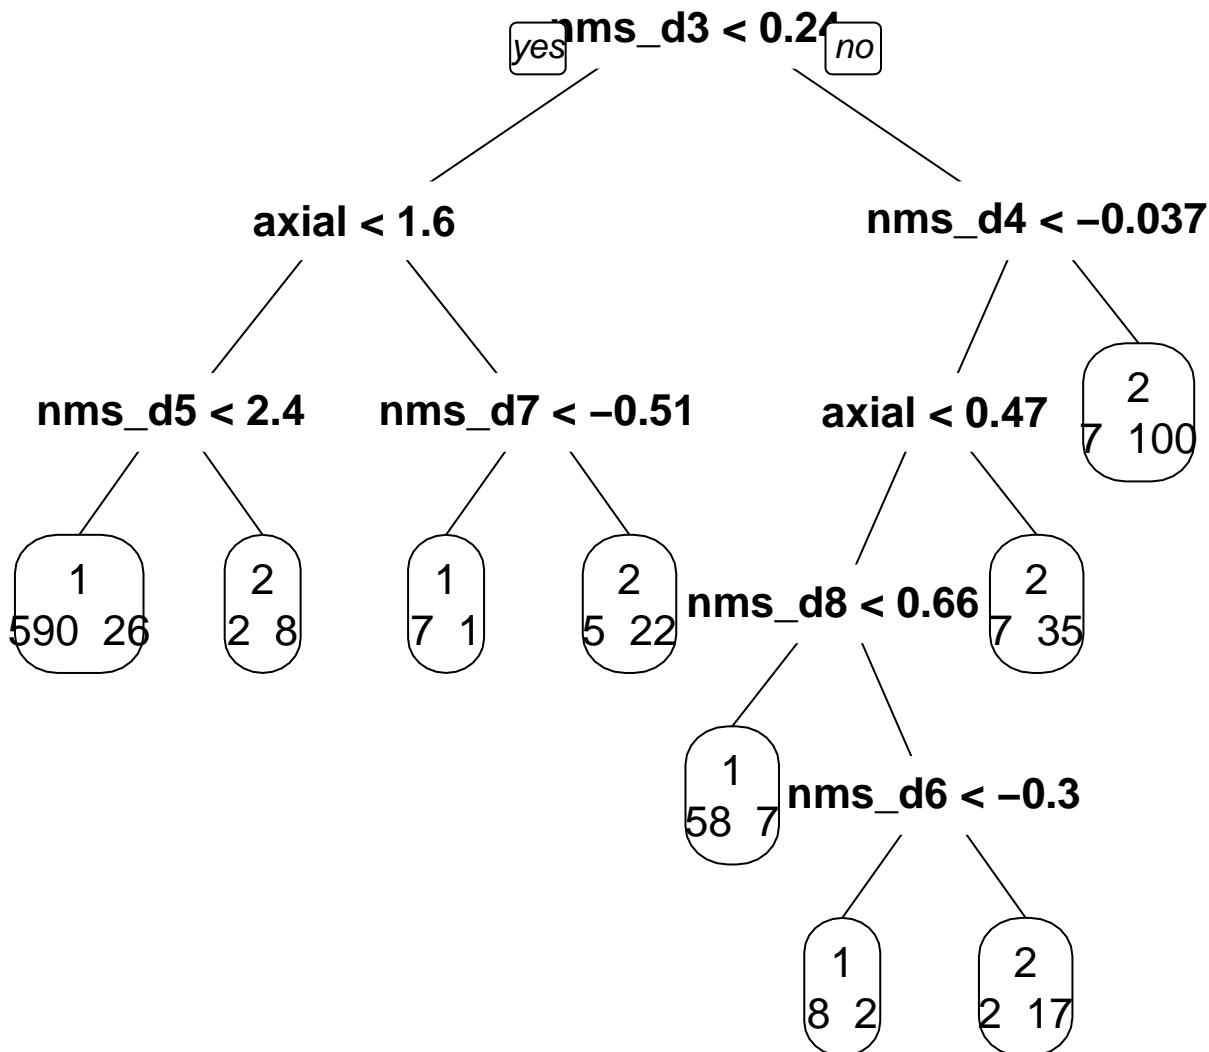 nms_d3 < 0.24
yes
no
axial < 1.6
nms_d4 < −0.037
nms_d5 < 2.4
nms_d7 < −0.51
axial < 0.47
2
7 100
1
590 26
2
2 8
1
7 1
2
5 22
nms_d8 < 0.66
2
7 35
1
58 7
nms_d6 < −0.3
1
8 2
2
2 17